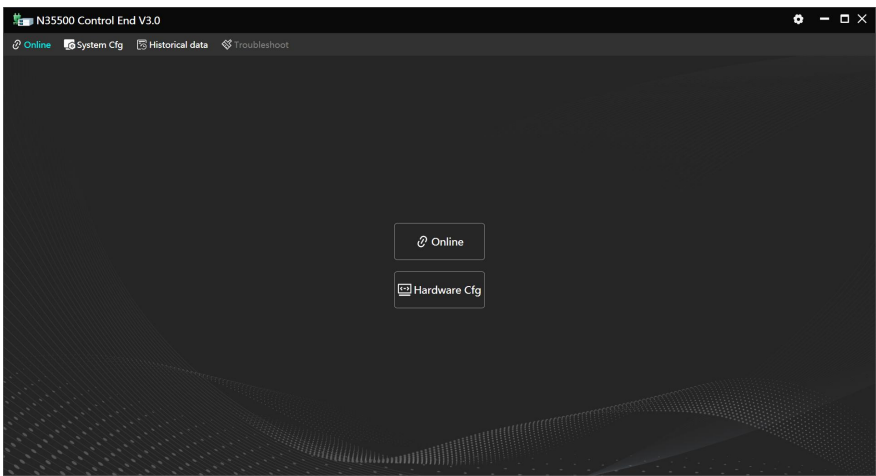 N35500 Control End V3.0
Online System Cfg Historical data Troubleshoot
Online
Hardware Cfg